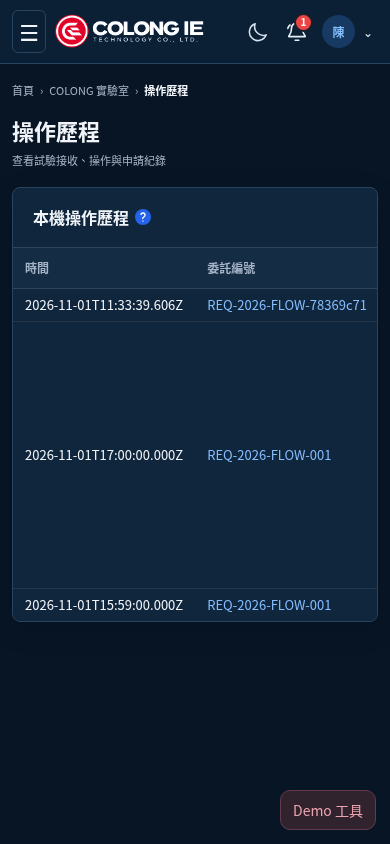 COLONG IE
TECHNOLOGY CO., LTD.
1
陳
首頁 › COLONG 實驗室 › 操作歷程
操作歷程
查看試驗接收、操作與申請紀錄
本機操作歷程 ?
時間 委託編號
2026-11-01T11:33:39.606Z REQ-2026-FLOW-78369c71
2026-11-01T17:00:00.000Z REQ-2026-FLOW-001
2026-11-01T15:59:00.000Z REQ-2026-FLOW-001
Demo 工具